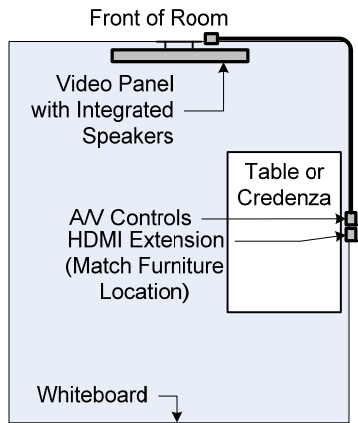 Front of Room
Video Panel
with Integrated
Speakers
Table or
Credenza
A/V Controls
HDMI Extension
(Match Furniture
Location)
Whiteboard